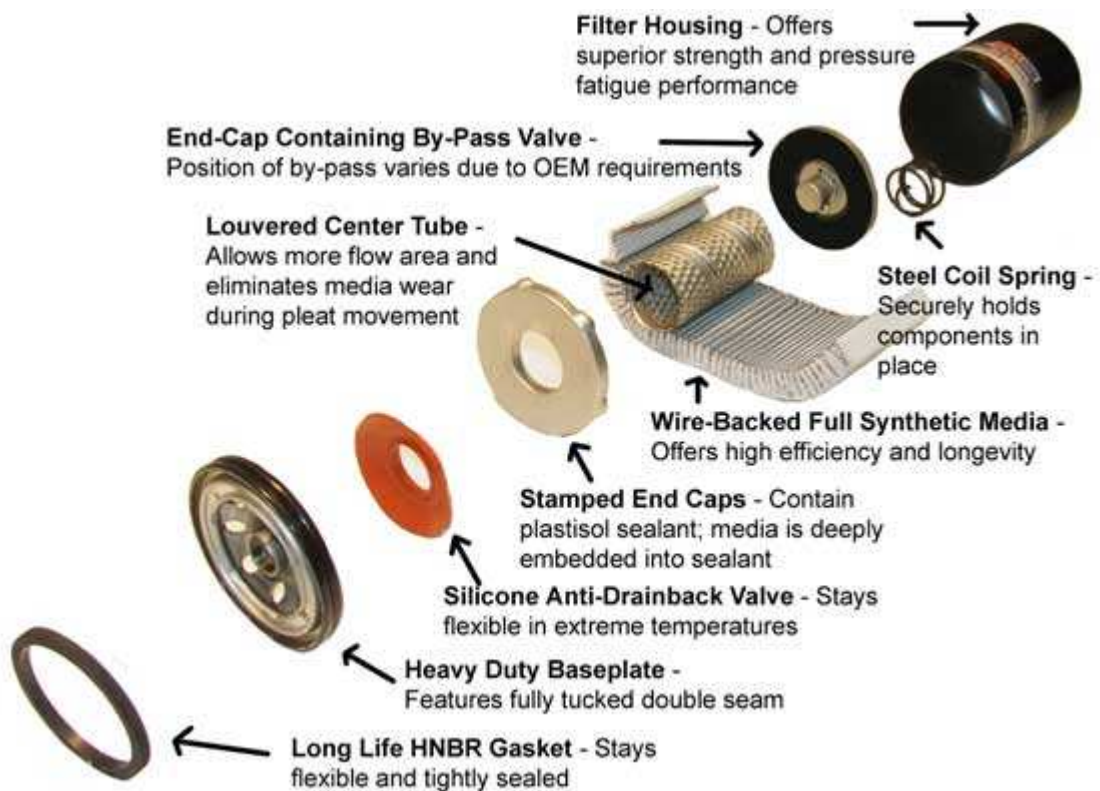 Filter Housing - Offers
superior strength and pressure
fatigue performance
End-Cap Containing By-Pass Valve -
Position of by-pass varies due to OEM requirements
Louvered Center Tube -
Allows more flow area and
eliminates media wear
during pleat movement
Steel Coil Spring -
Securely holds
components in
place
Wire-Backed Full Synthetic Media -
Offers high efficiency and longevity
Stamped End Caps - Contain
plastisol sealant; media is deeply
embedded into sealant
Silicone Anti-Drainback Valve - Stays
flexible in extreme temperatures
Heavy Duty Baseplate -
Features fully tucked double seam
Long Life HNBR Gasket - Stays
flexible and tightly sealed